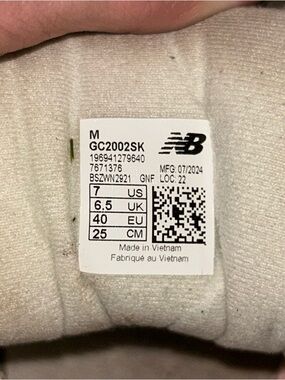 M
GC2002SK
196941279640
7671376 MFG:07/2024
BSZWN2921 GNF LOC: 22
7 US
6.5 UK
40 EU
25 CM
NB
Made in Vietnam
Fabriqué au Vietnam